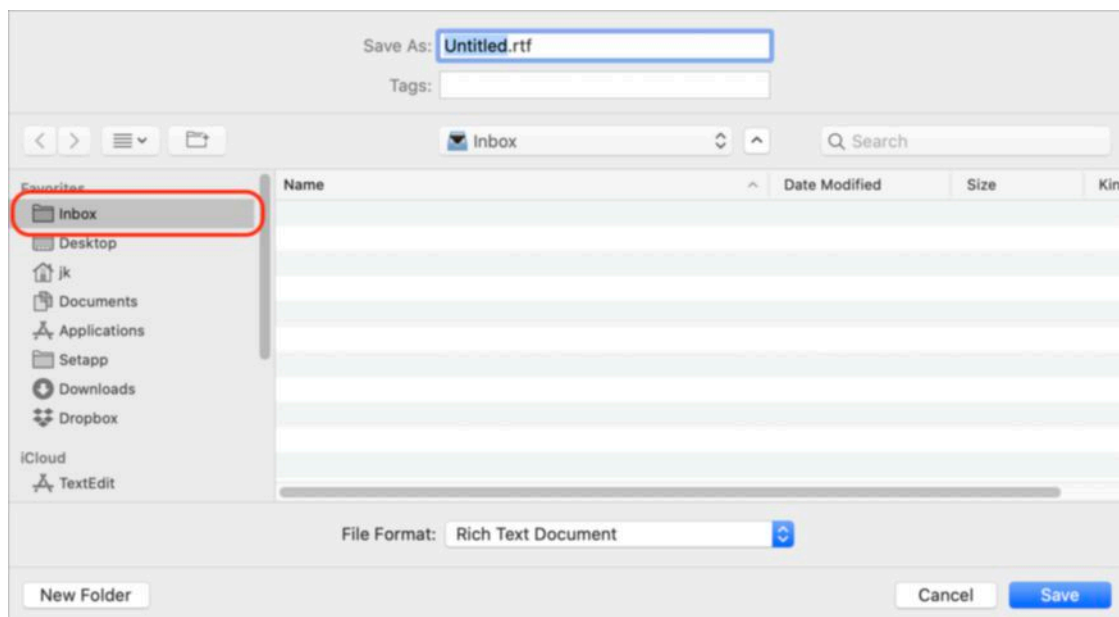 Save As: Untitled.rtf
Tags:
Inbox
Search
Favorites
Name
Date Modified
Size
Kin
Inbox
Desktop
jk
Documents
Applications
Setapp
Downloads
Dropbox
iCloud
TextEdit
File Format: Rich Text Document
New Folder
Cancel
Save